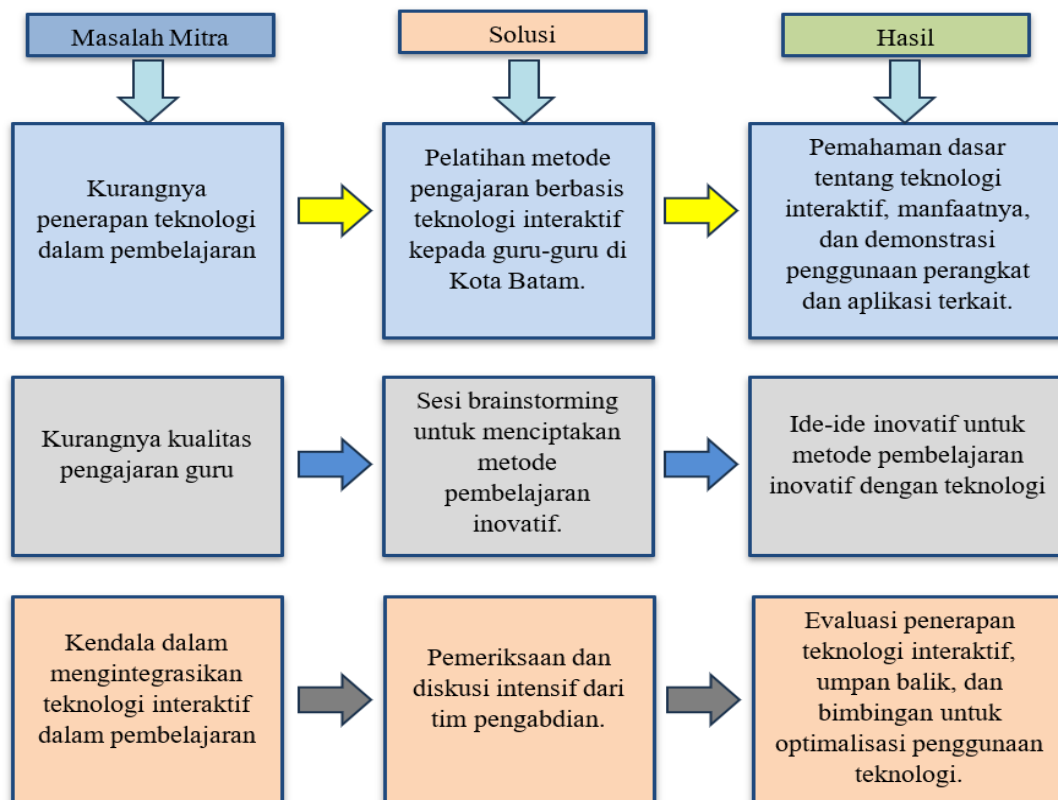 Masalah Mitra
Solusi
Hasil
Kurangnya
penerapan teknologi
dalam pembelajaran
Pelatihan metode
pengajaran berbasis
teknologi interaktif
kepada guru-guru di
Kota Batam.
Pemahaman dasar
tentang teknologi
interaktif, manfaatnya,
dan demonstrasi
penggunaan perangkat
dan aplikasi terkait.
Kurangnya kualitas
pengajaran guru
Sesi brainstorming
untuk menciptakan
metode
pembelajaran
inovatif.
Ide-ide inovatif untuk
metode pembelajaran
inovatif dengan teknologi
Kendala dalam
mengintegrasikan
teknologi interaktif
dalam pembelajaran
Pemeriksaan dan
diskusi intensif dari
tim pengabdian.
Evaluasi penerapan
teknologi interaktif,
umpan balik, dan
bimbingan untuk
optimalisasi penggunaan
teknologi.